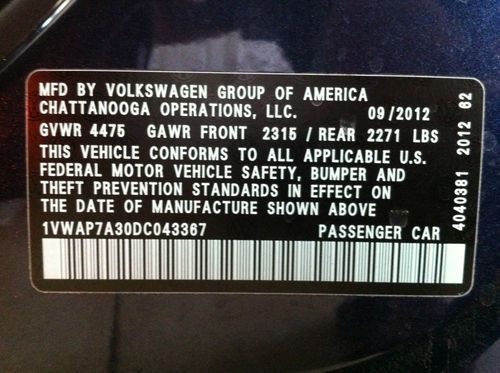 MFD BY VOLKSWAGEN GROUP OF AMERICA
CHATTANOOGA OPERATIONS, LLC. 09/2012
GVWR 4475 GAWR FRONT 2315 / REAR 2271 LBS
THIS VEHICLE CONFORMS TO ALL APPLICABLE U.S.
FEDERAL MOTOR VEHICLE SAFETY, BUMPER AND
THEFT PREVENTION STANDARDS IN EFFECT ON
THE DATE OF MANUFACTURE SHOWN ABOVE
1VWAP7A30DC043367 PASSENGER CAR
4040381 2012 62